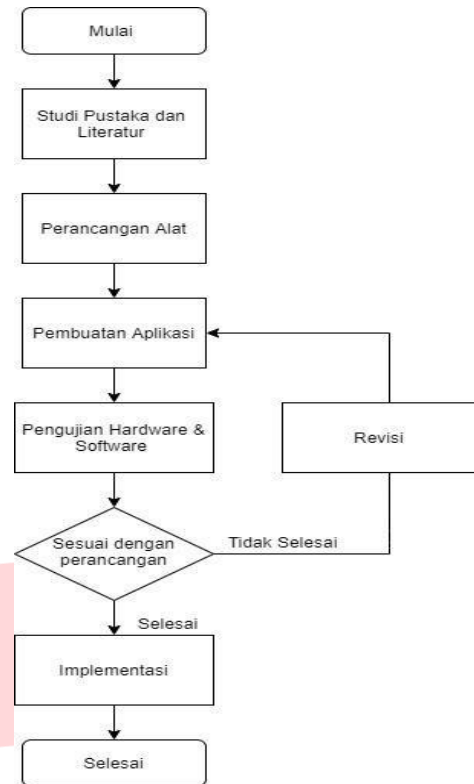 Mulai
Studi Pustaka dan
Literatur
Perancangan Alat
Pembuatan Aplikasi
Pengujian Hardware &
Software
Revisi
Sesuai dengan
perancangan
Tidak Selesai
Selesai
Implementasi
Selesai